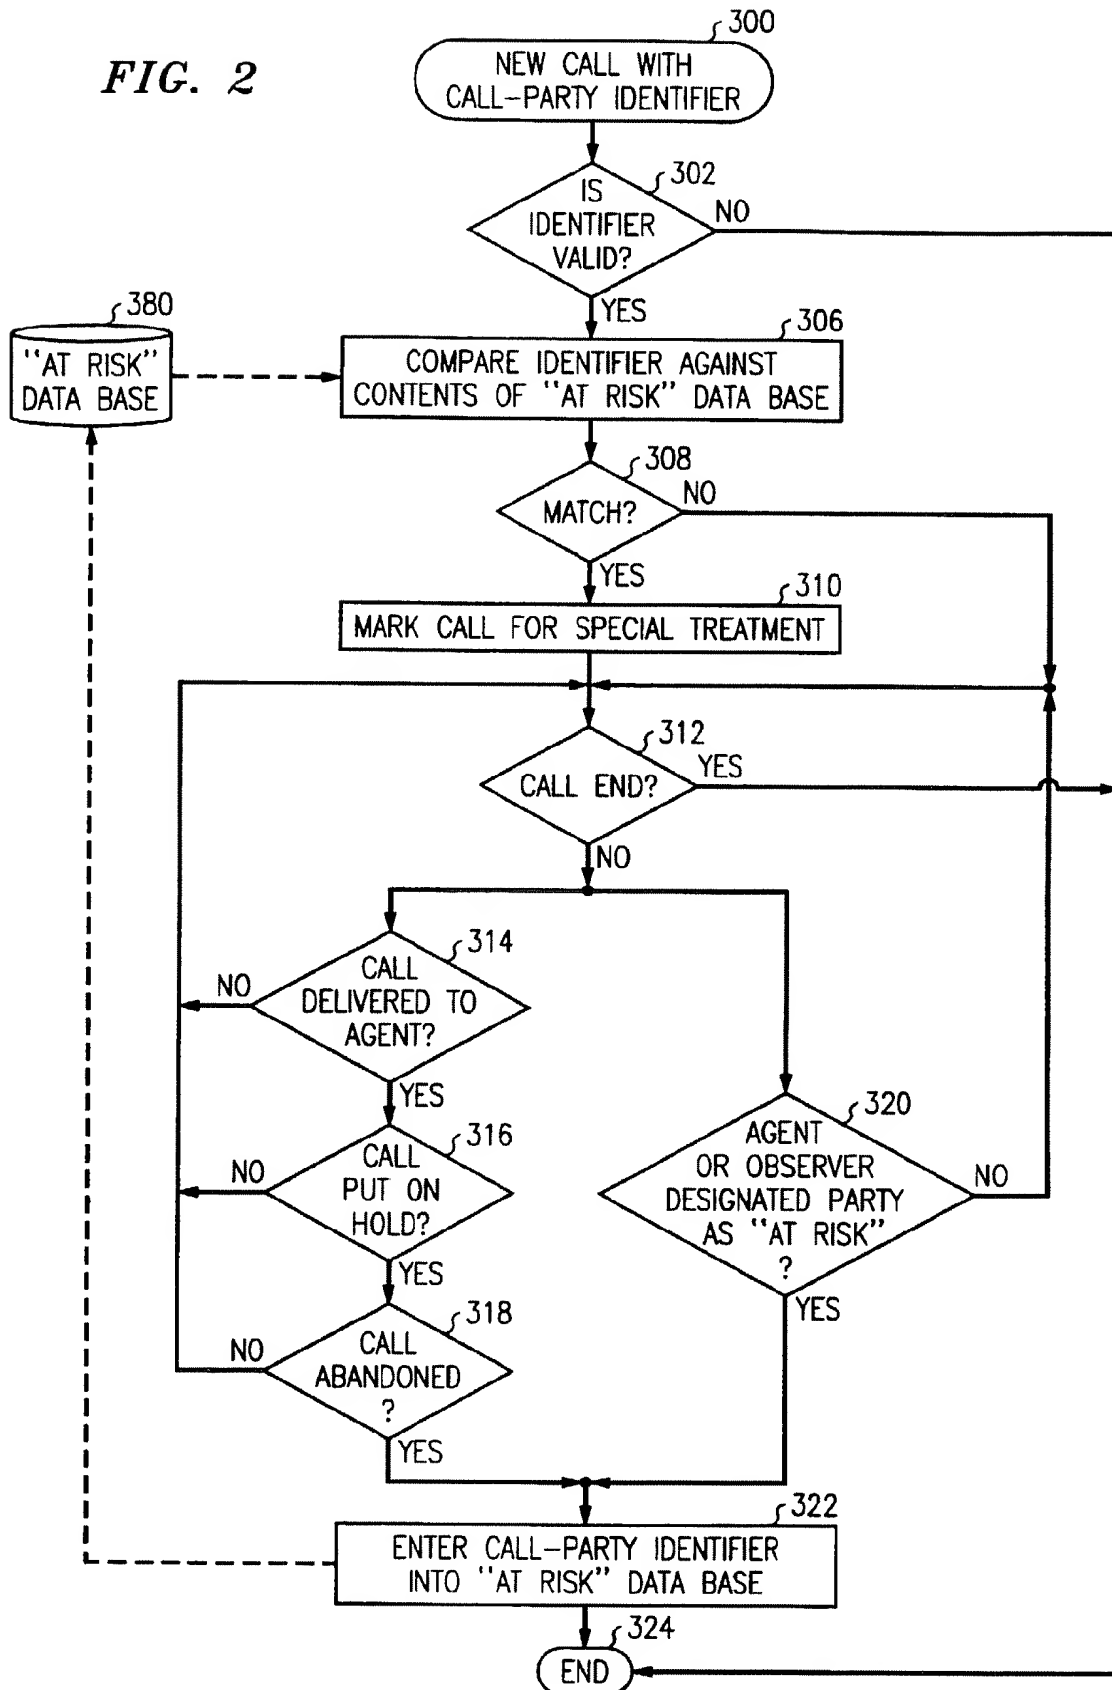 FIG. 2
300
NEW CALL WITH
CALL-PARTY IDENTIFIER
302
IS
IDENTIFIER
VALID?
NO
YES
380
"AT RISK"
DATA BASE
306
COMPARE IDENTIFIER AGAINST
CONTENTS OF "AT RISK" DATA BASE
308
MATCH?
NO
YES
310
MARK CALL FOR SPECIAL TREATMENT
312
CALL END?
YES
NO
314
CALL
DELIVERED TO
AGENT?
NO
YES
316
CALL
PUT ON
HOLD?
NO
YES
318
CALL
ABANDONED
?
NO
YES
320
AGENT
OR OBSERVER
DESIGNATED PARTY
AS "AT RISK"
?
NO
YES
322
ENTER CALL-PARTY IDENTIFIER
INTO "AT RISK" DATA BASE
324
END